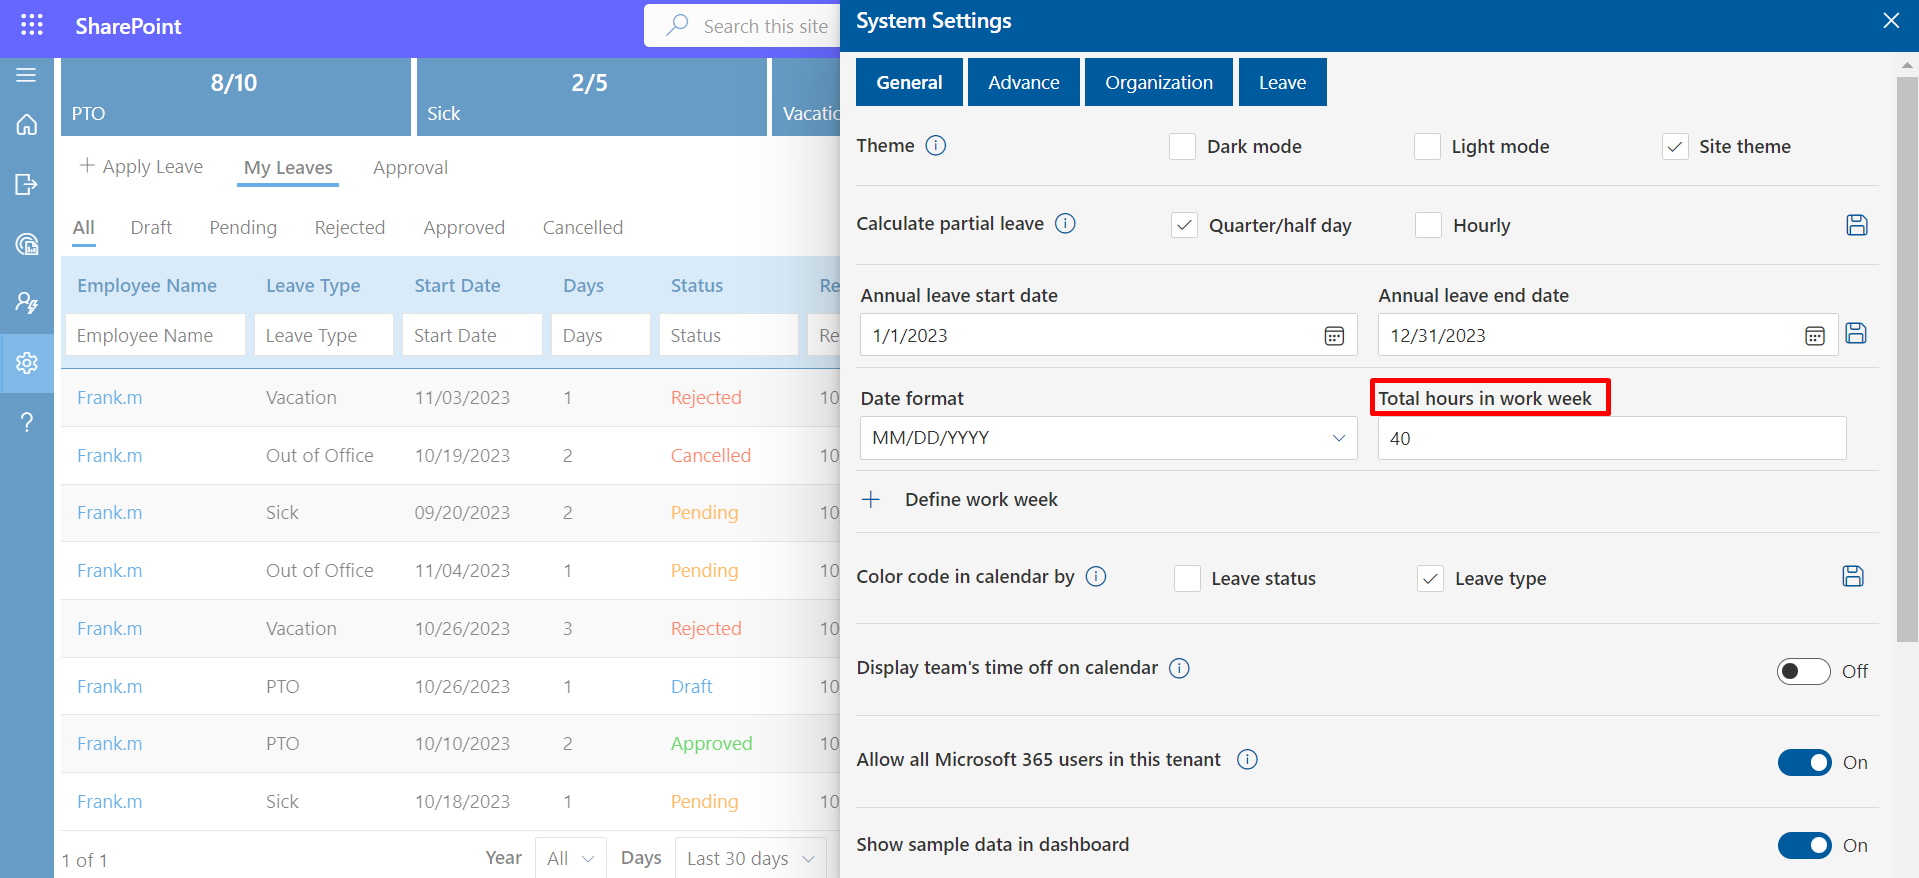 SharePoint
Search this site
8/10
PTO
2/5
Sick
Vacatic
Apply Leave
My Leaves
Approval
All
Draft
Pending
Rejected
Approved
Cancelled
Employee Name Leave Type Start Date Days Status Re
Employee Name Leave Type Start Date Days Status Re
Frank.m Vacation 11/03/2023 1 Rejected 10
Frank.m Out of Office 10/19/2023 2 Cancelled 10
Frank.m Sick 09/20/2023 2 Pending 10
Frank.m Out of Office 11/04/2023 1 Pending 10
Frank.m Vacation 10/26/2023 3 Rejected 10
Frank.m PTO 10/26/2023 1 Draft 10
Frank.m PTO 10/10/2023 2 Approved 10
Frank.m Sick 10/18/2023 1 Pending 10
1 of 1
Year All Days Last 30 days
System Settings
General
Advance
Organization
Leave
Theme Dark mode Light mode Site theme
Calculate partial leave Quarter/half day Hourly
Annual leave start date Annual leave end date
1/1/2023 12/31/2023
Date format Total hours in work week
MM/DD/YYYY 40
Define work week
Color code in calendar by Leave status Leave type
Display team's time off on calendar Off
Allow all Microsoft 365 users in this tenant On
Show sample data in dashboard On